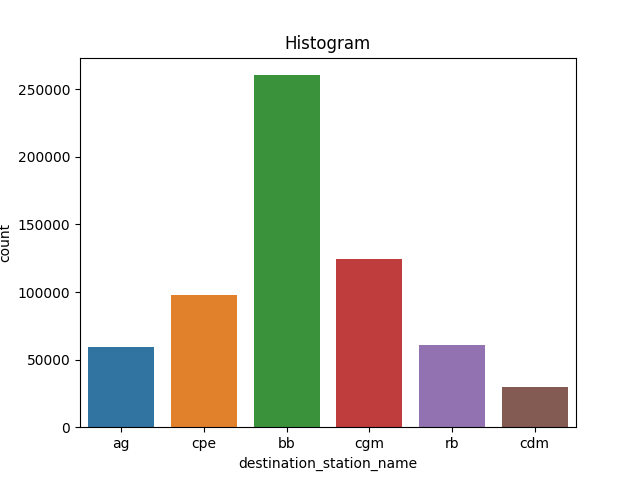 Histogram
250000
200000
150000
100000
50000
0
count
ag cpe bb cgm rb cdm
destination_station_name